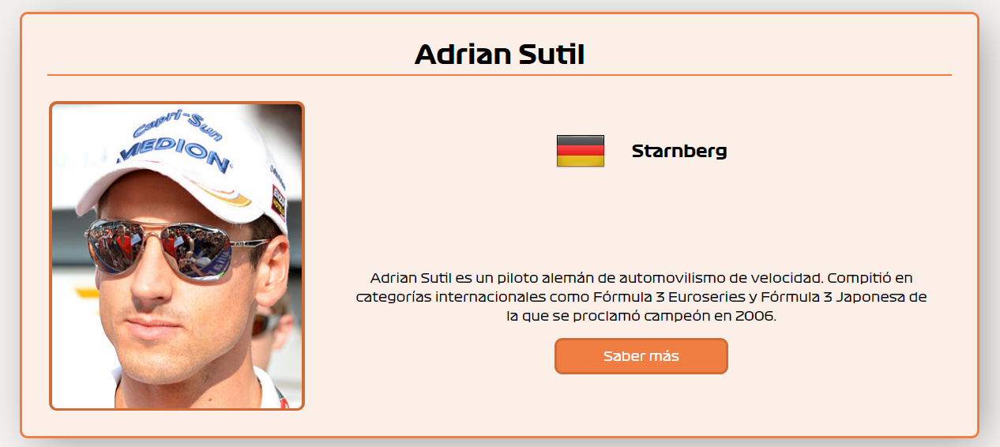 Adrian Sutil
Capri-Sun
MEDION
Starnberg
Adrian Sutil es un piloto alemán de automovilismo de velocidad. Compitió en
categorías internacionales como Fórmula 3 Euroseries y Fórmula 3 Japonesa de
la que se proclamó campeón en 2006.
Saber más